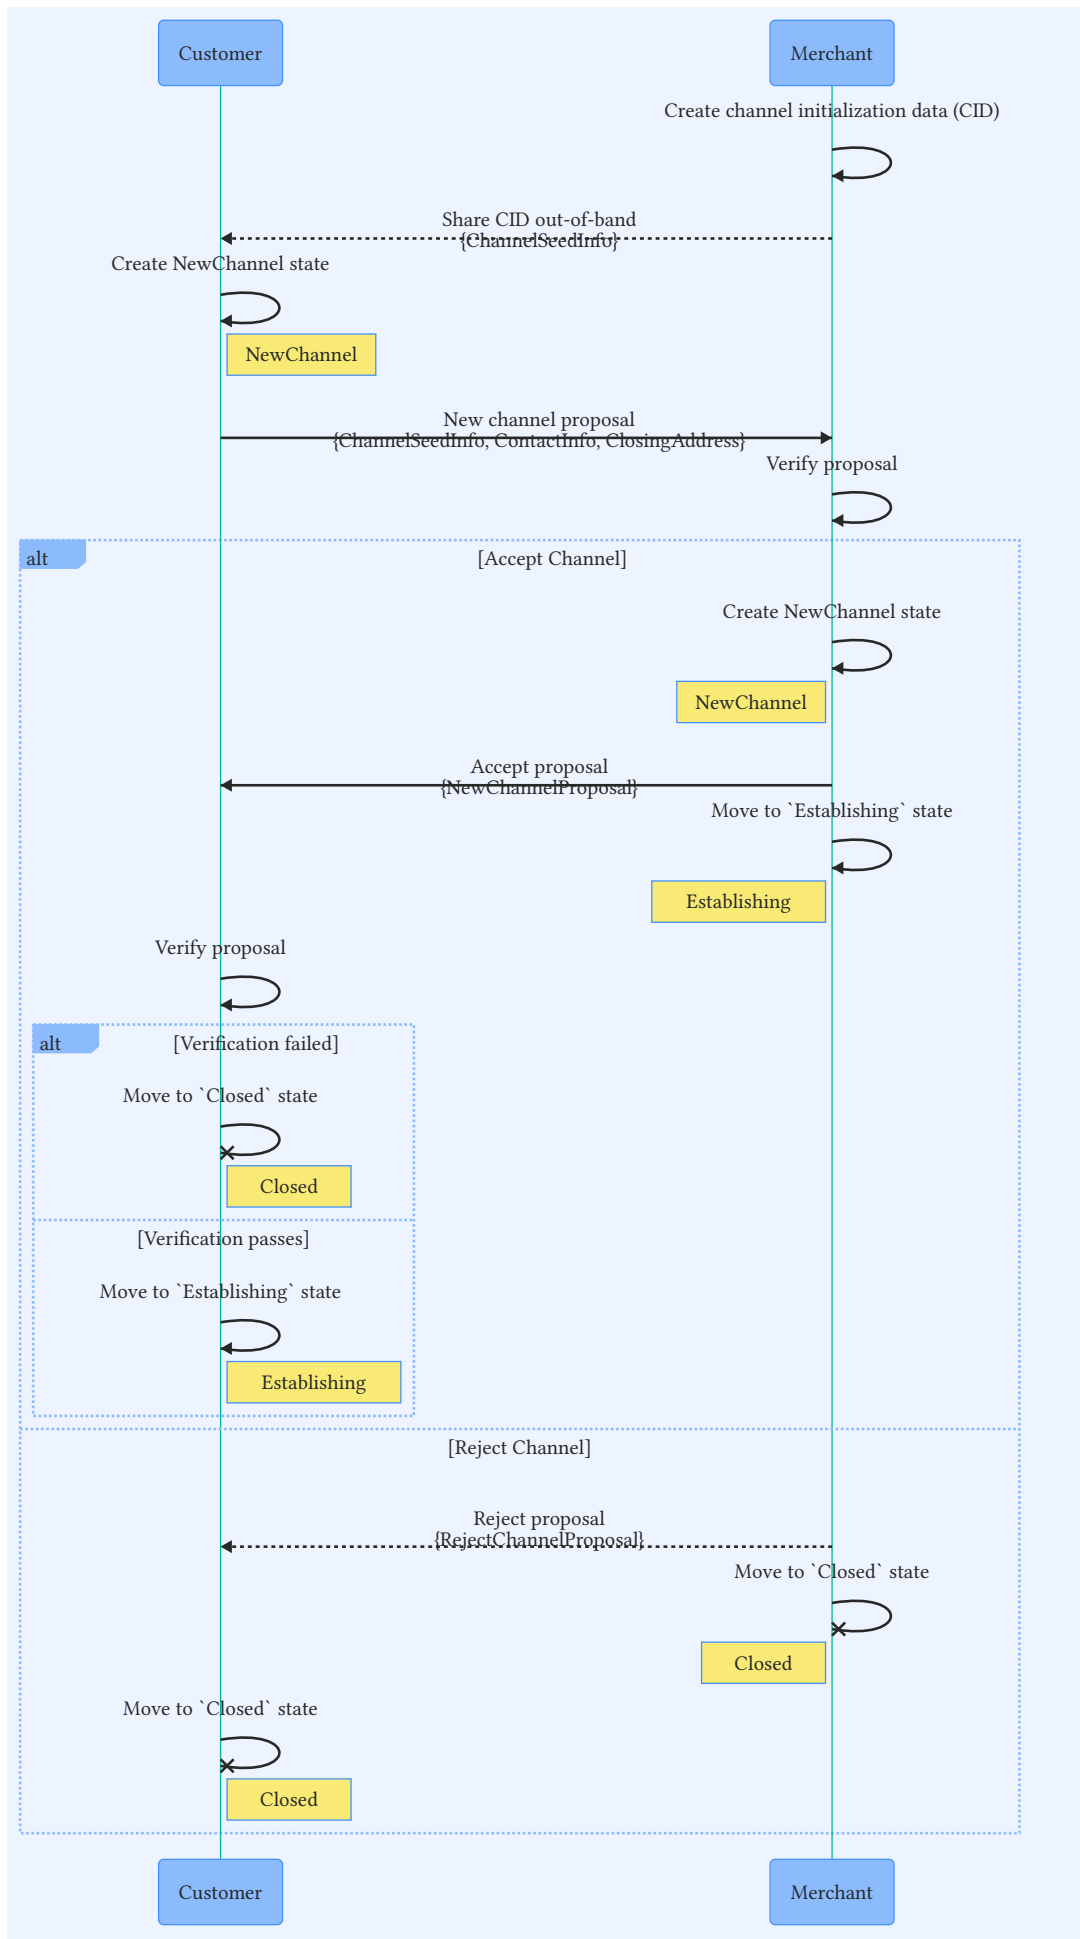 Customer
Merchant
Create channel initialization data (CID)
Share CID out-of-band
{ChannelSeedInfo}
Create NewChannel state
NewChannel
New channel proposal
{ChannelSeedInfo, ContactInfo, ClosingAddress}
Verify proposal
alt
[Accept Channel]
Create NewChannel state
NewChannel
Accept proposal
{NewChannelProposal}
Move to `Establishing` state
Establishing
Verify proposal
alt
[Verification failed]
Move to `Closed` state
Closed
[Verification passes]
Move to `Establishing` state
Establishing
[Reject Channel]
Reject proposal
{RejectChannelProposal}
Move to `Closed` state
Closed
Move to `Closed` state
Closed
Customer
Merchant